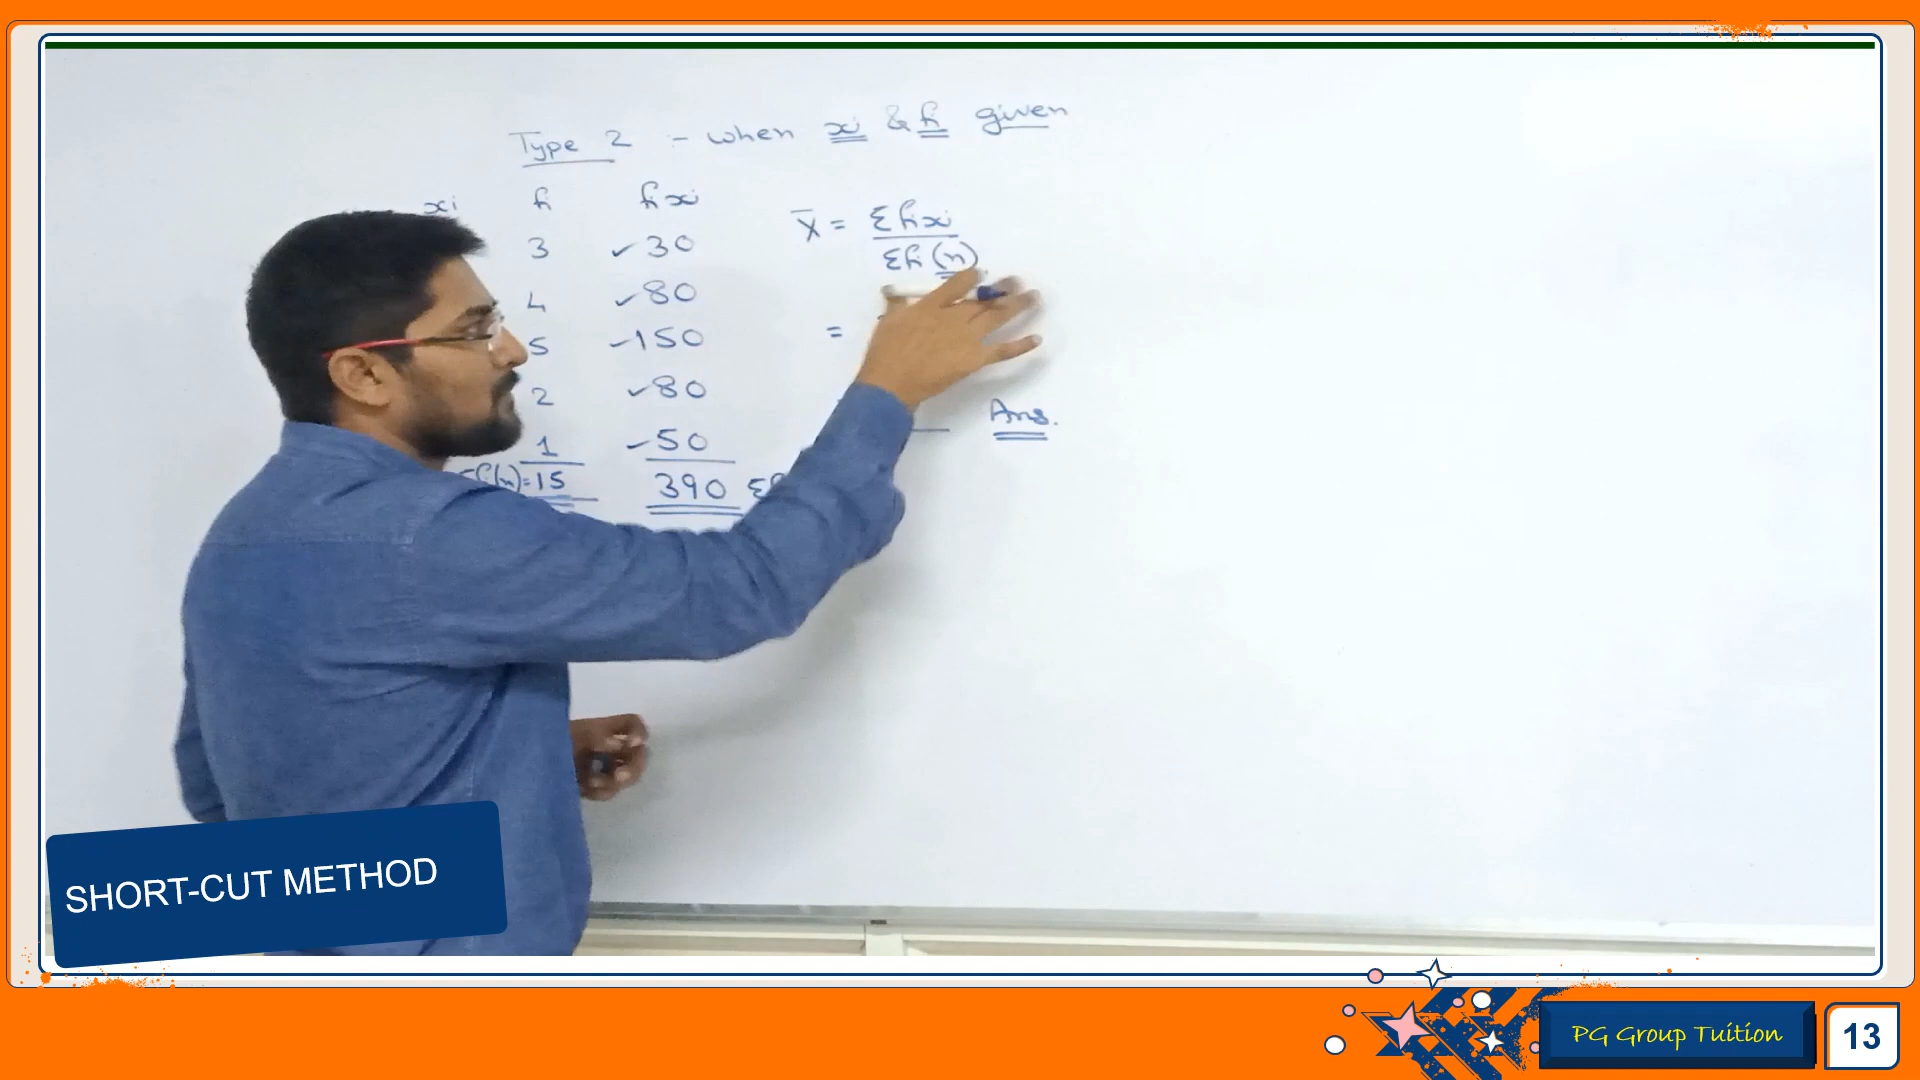 Type 2 :- when xi & fi given
xi fi fixi
3 ✓30
4 ✓80
5 ✓150
2 ✓80
1 ✓50
Σfi(n)=15 390
X̄ = Σfixi
Σfi(n)
=
Ans.
SHORT-CUT METHOD
PG Group Tuition
13